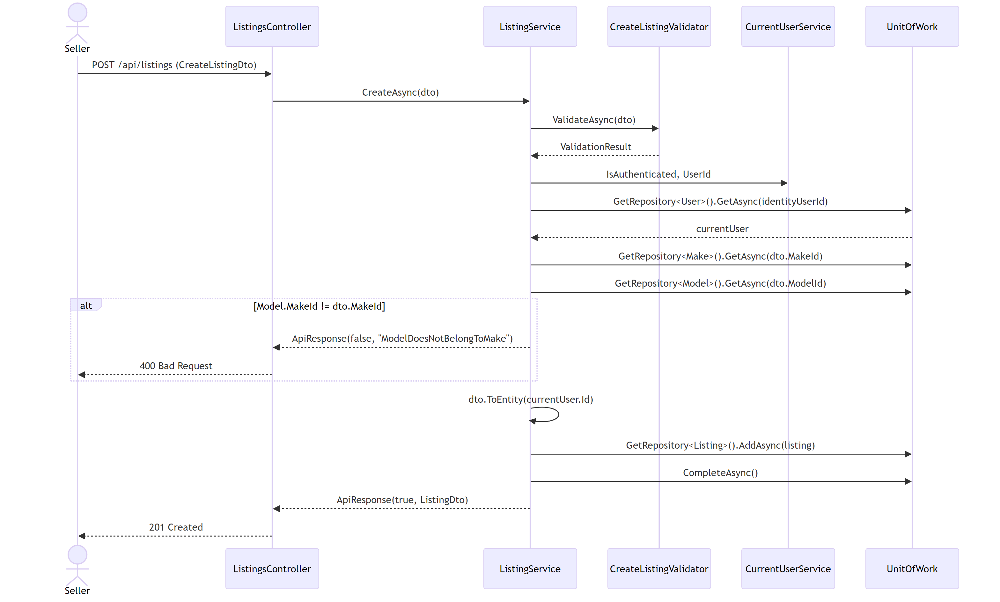 Seller
ListingsController
ListingService
CreateListingValidator
CurrentUserService
UnitOfWork
POST /api/listings (CreateListingDto)
CreateAsync(dto)
ValidateAsync(dto)
ValidationResult
IsAuthenticated, UserId
GetRepository<User>().GetAsync(identityUserId)
currentUser
GetRepository<Make>().GetAsync(dto.MakeId)
GetRepository<Model>().GetAsync(dto.ModelId)
alt
[Model.MakeId != dto.MakeId]
ApiResponse(false, "ModelDoesNotBelongToMake")
400 Bad Request
dto.ToEntity(currentUser.Id)
GetRepository<Listing>().AddAsync(listing)
CompleteAsync()
ApiResponse(true, ListingDto)
201 Created
Seller
ListingsController
ListingService
CreateListingValidator
CurrentUserService
UnitOfWork